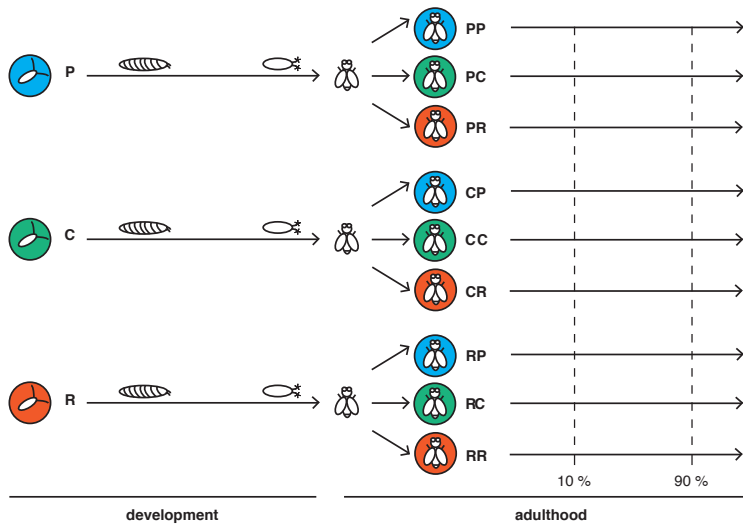 PP
P
PC
PR
CP
C
CC
CR
RP
R
RC
RR
10 %
90 %
development
adulthood